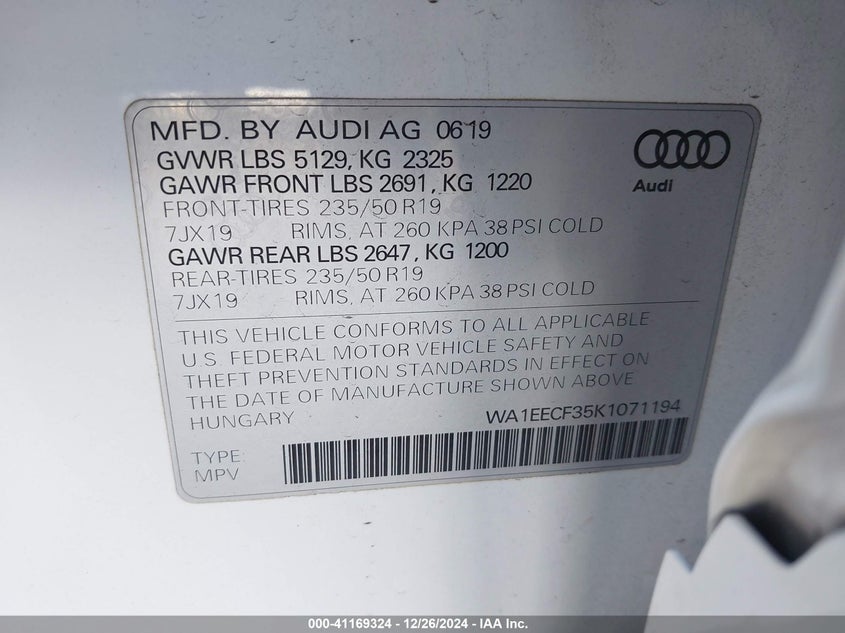 MFD. BY AUDI AG 0619
GVWR LBS 5129, KG 2325
GAWR FRONT LBS 2691, KG 1220
FRONT-TIRES 235/50 R19
7JX19 RIMS, AT 260 KPA 38 PSI COLD
GAWR REAR LBS 2647, KG 1200
REAR-TIRES 235/50 R19
7JX19 RIMS, AT 260 KPA 38 PSI COLD
Audi
THIS VEHICLE CONFORMS TO ALL APPLICABLE
U.S. FEDERAL MOTOR VEHICLE SAFETY AND
THEFT PREVENTION STANDARDS IN EFFECT ON
THE DATE OF MANUFACTURE SHOWN ABOVE
HUNGARY WA1EECF35K1071194
TYPE:
MPV
000-41169324 - 12/26/2024 - IAA Inc.